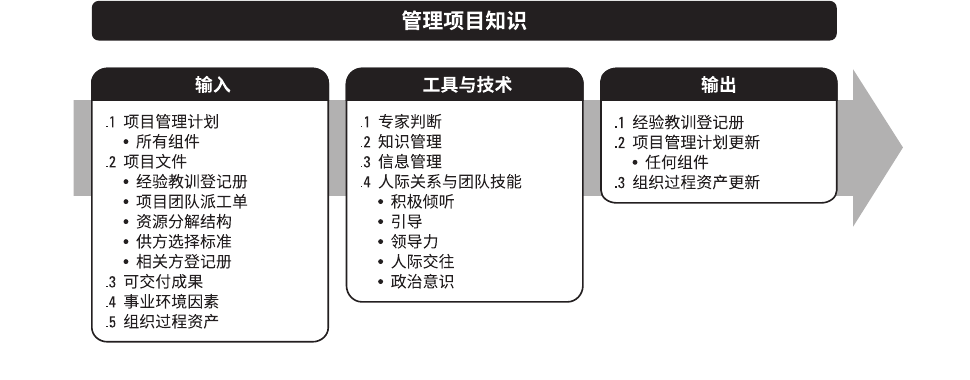 管理项目知识
输入
.1 项目管理计划
• 所有组件
.2 项目文件
• 经验教训登记册
• 项目团队派工单
• 资源分解结构
• 供方选择标准
• 相关方登记册
.3 可交付成果
.4 事业环境因素
.5 组织过程资产
工具与技术
.1 专家判断
.2 知识管理
.3 信息管理
.4 人际关系与团队技能
• 积极倾听
• 引导
• 领导力
• 人际交往
• 政治意识
输出
.1 经验教训登记册
.2 项目管理计划更新
• 任何组件
.3 组织过程资产更新